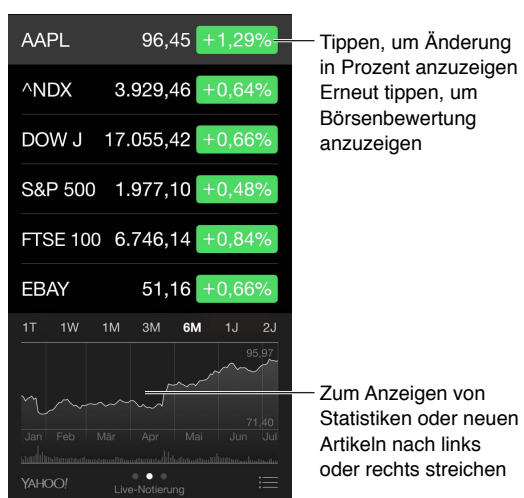 AAPL 96,45 +1,29%
^NDX 3.929,46 +0,64%
DOW J 17.055,42 +0,66%
S&P 500 1.977,10 +0,48%
FTSE 100 6.746,14 +0,84%
EBAY 51,16 +0,66%
1T 1W 1M 3M 6M 1J 2J
95,97
71,40
Jan Feb Mär Apr Mai Jun Jul
YAHOO!
Live-Notierung
Tippen, um Änderung
in Prozent anzuzeigen
Erneut tippen, um
Börsenbewertung
anzuzeigen
Zum Anzeigen von
Statistiken oder neuen
Artikeln nach links
oder rechts streichen